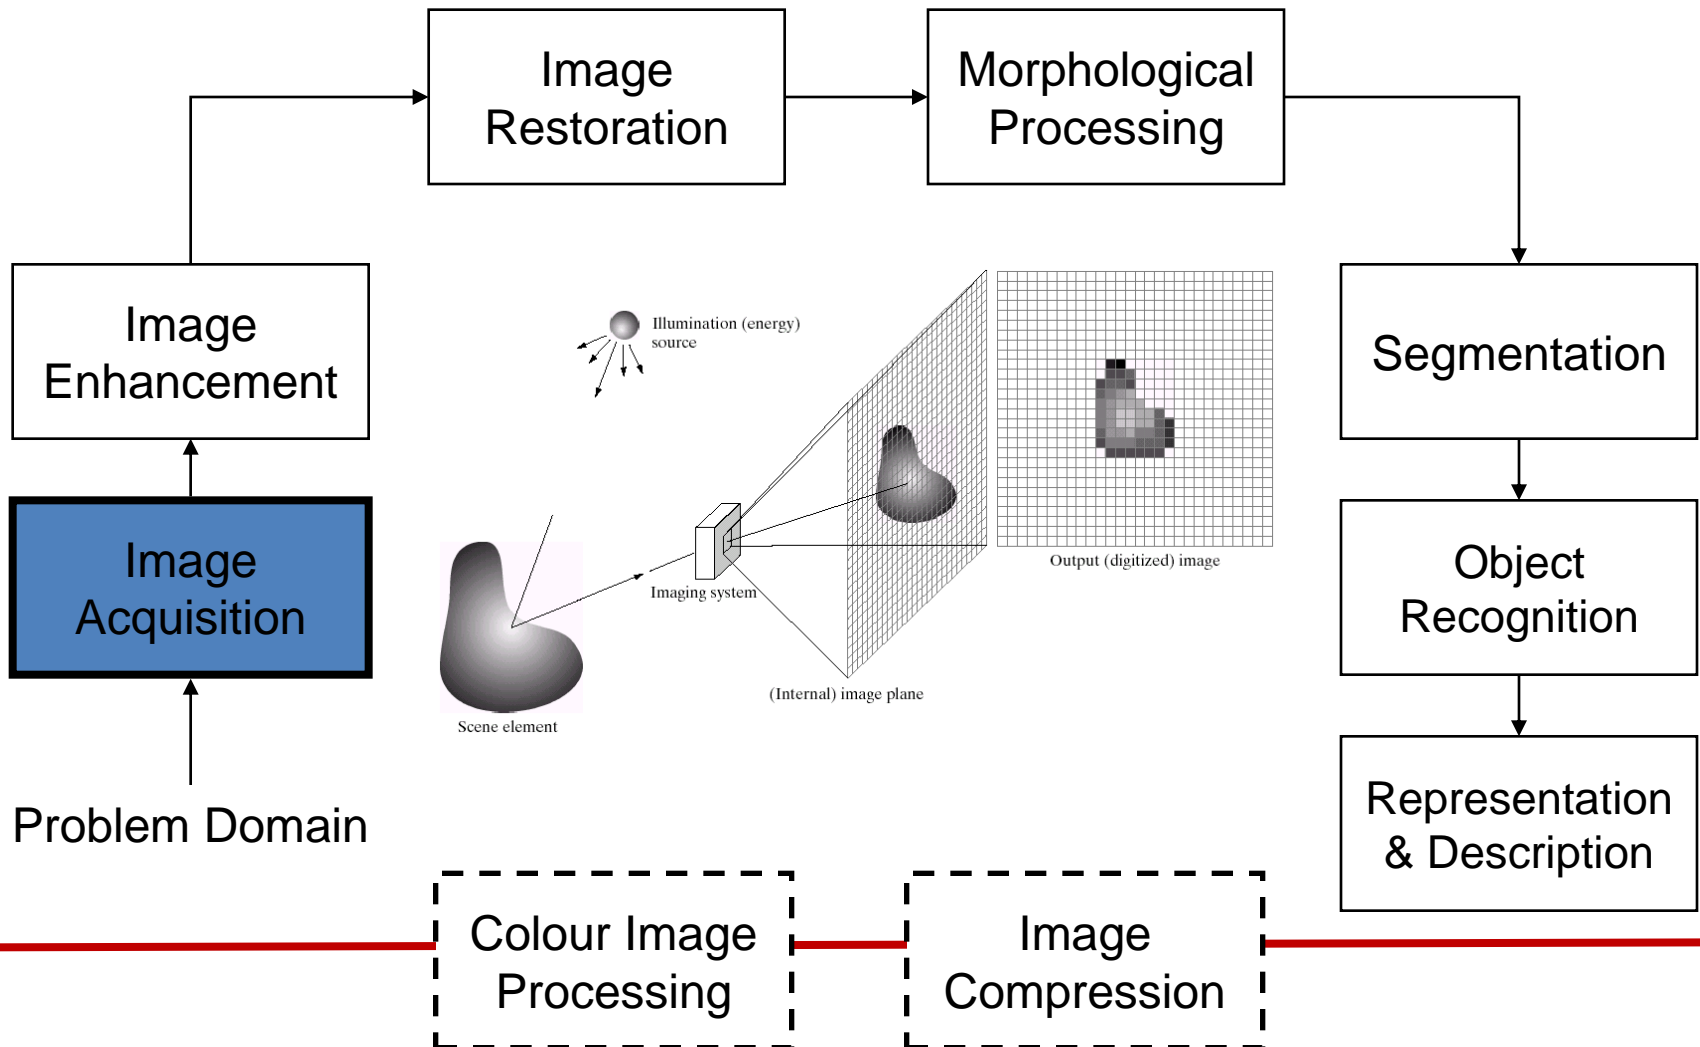 Image
Restoration
Morphological
Processing
Image
Enhancement
Illumination (energy)
source
Segmentation
Image
Acquisition
Imaging system
Output (digitized) image
Object
Recognition
(Internal) image plane
Scene element
Problem Domain
Representation
& Description
Colour Image
Processing
Image
Compression